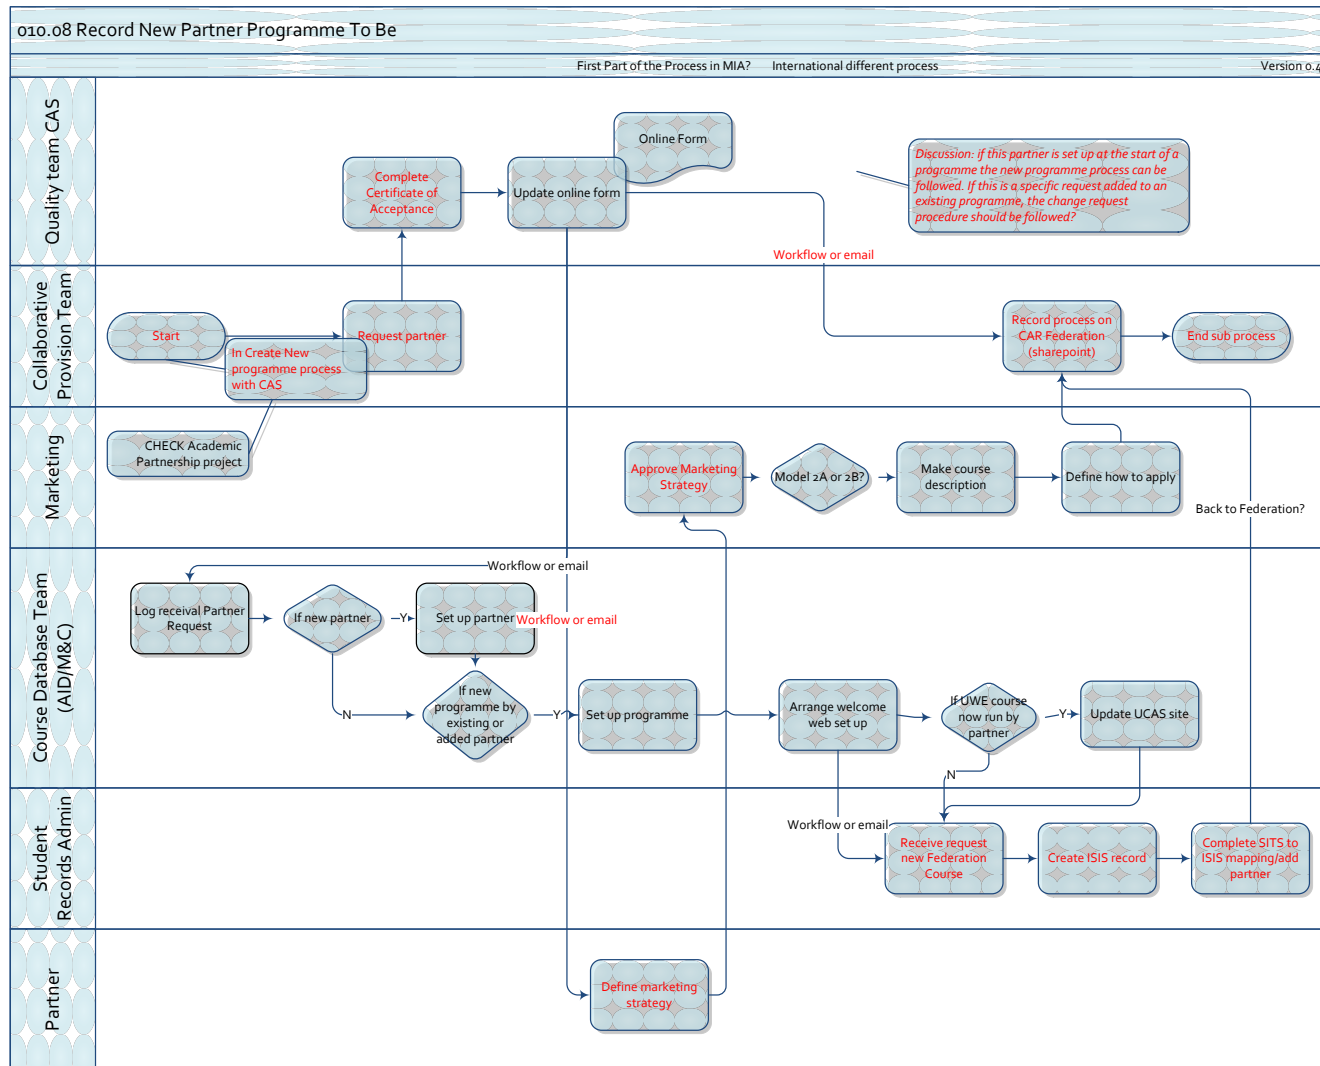 010.08 Record New Partner Programme To Be
First Part of the Process in MIA?
International different process
Version 0.4
Quality team CAS
Online Form
Complete
Certificate of
Acceptance
Update online form
Discussion: if this partner is set up at the start of a
programme the new programme process can be
followed. If this is a specific request added to an
existing programme, the change request
procedure should be followed?
Workflow or email
Collaborative
Provision Team
Start
Request partner
In Create New
programme process
with CAS
Record process on
CAR Federation
(sharepoint)
End sub process
Marketing
CHECK Academic
Partnership project
Approve Marketing
Strategy
Model 2A or 2B?
Make course
description
Define how to apply
Back to Federation?
Course Database Team
(AID/M&C)
Workflow or email
Log receival Partner
Request
If new partner
Y
Set up partner
Workflow or email
N
If new
programme by
existing or
added partner
Y
Set up programme
Arrange welcome
web set up
If UWE course
now run by
partner
Y
Update UCAS site
N
Student
Records Admin
Workflow or email
Receive request
new Federation
Course
Create ISIS record
Complete SITS to
ISIS mapping/add
partner
Partner
Define marketing
strategy